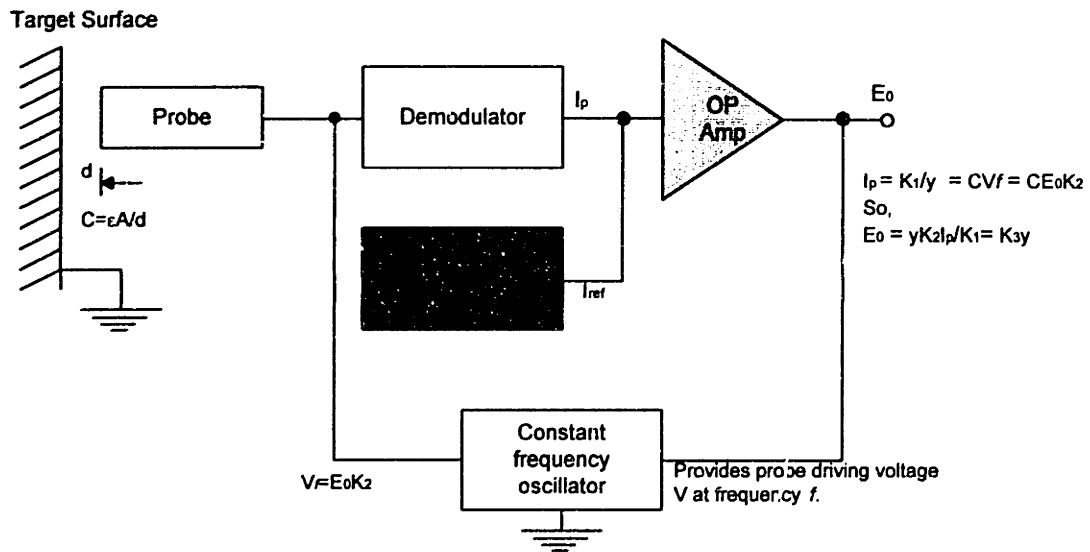 Target Surface
Probe
Demodulator
Ip
OP
Amp
E0
d
C=εA/d
Ip = K1/y = CVf = CE0K2
So,
E0 = yK2Ip/K1= K3y
Iref
Constant
frequency
oscillator
Vf=E0K2
Provides probe driving voltage
V at frequency f.